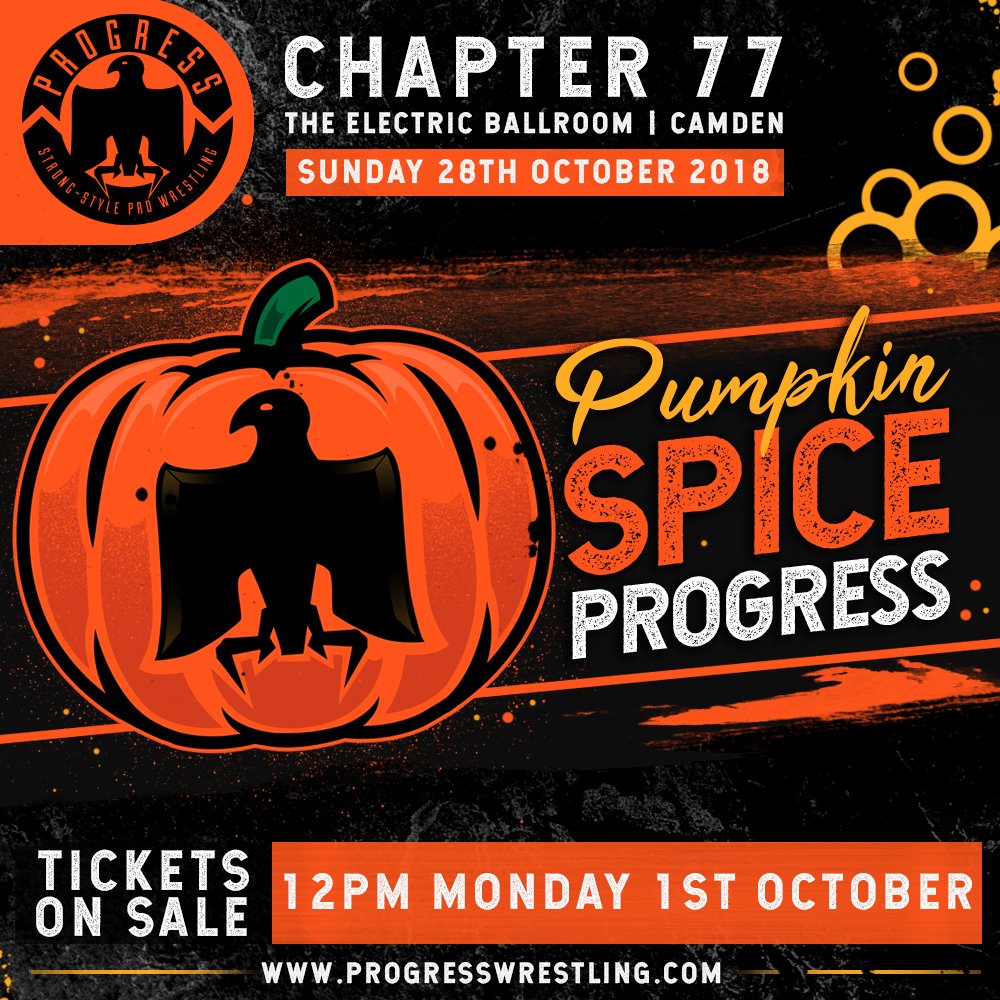 PROGRESS
STRONG-STYLE PRO WRESTLING
CHAPTER 77
THE ELECTRIC BALLROOM | CAMDEN
SUNDAY 28TH OCTOBER 2018
Pumpkin
SPICE
PROGRESS
TICKETS
ON SALE
12PM MONDAY 1ST OCTOBER
WWW.PROGRESSWRESTLING.COM